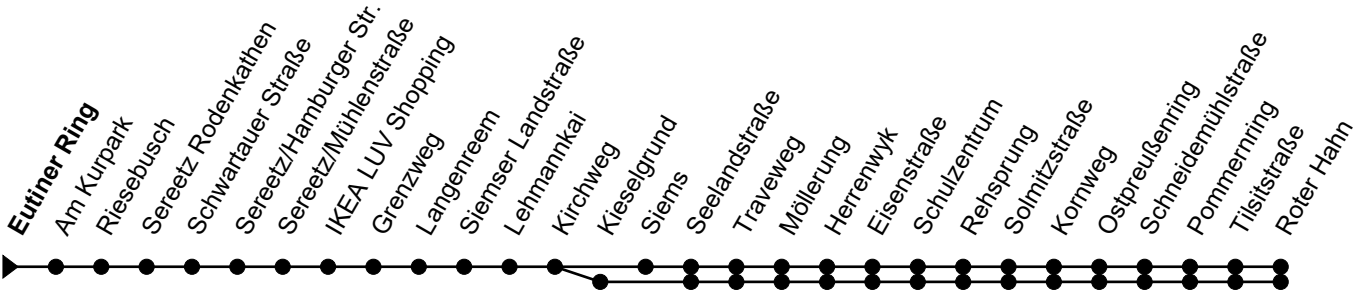 Eutiner Ring
Am Kurpark
Riesebusch
Sereetz Rodenkathen
Schwartauer Straße
Sereetz/Hamburger Str.
Sereetz/Mühlenstraße
IKEA LUV Shopping
Grenzweg
Langenreem
Siemser Landstraße
Lehmannkai
Kirchweg
Kieselgrund
Siems
Seelandstraße
Traveweg
Möllerung
Herrenwyk
Eisenstraße
Schulzentrum
Rehsprung
Solmitzstraße
Kornweg
Ostpreußenring
Schneidemühlstraße
Pommernring
Tilsitstraße
Roter Hahn